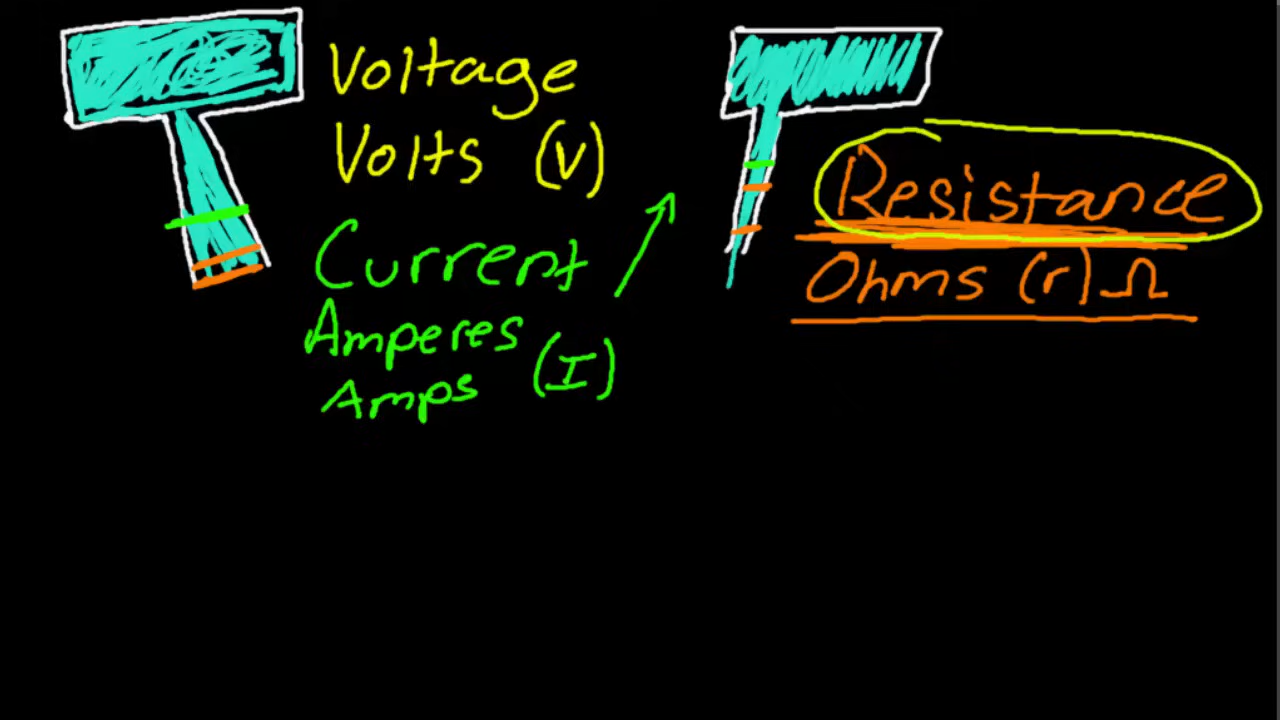 Voltage
Volts (V)
Current
Amperes
Amps (I)
Resistance
Ohms (r) Ω